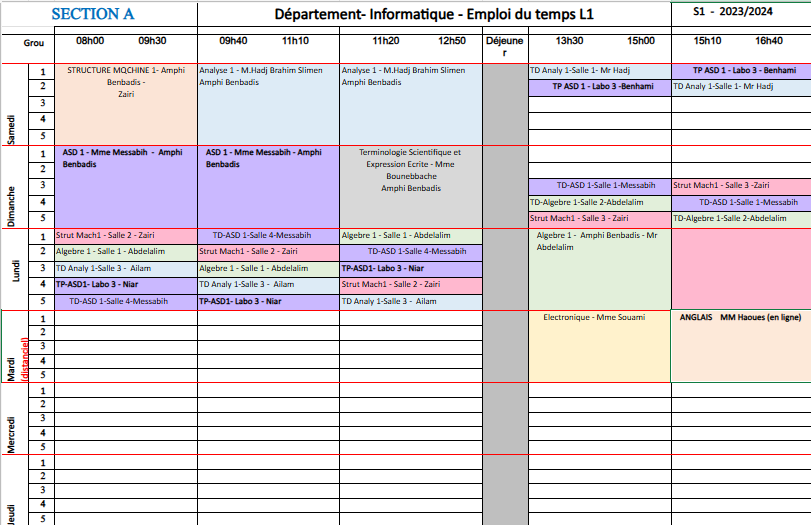 SECTION A Département- Informatique - Emploi du temps L1 S1 - 2023/2024
Grou 08h00 09h30 09h40 11h10 11h20 12h50 Déjeune
r 13h30 15h00 15h10 16h40
Samedi
1 STRUCTURE MQCHINE 1- Amphi
Benbadis -
Zairi
Analyse 1 - M.Hadj Brahim Slimen
Amphi Benbadis
Analyse 1 - M.Hadj Brahim Slimen
Amphi Benbadis
TD Analy 1-Salle 1- Mr Hadj
TP ASD 1 - Labo 3 - Benhami
2 TP ASD 1 - Labo 3 -Benhami
TD Analy 1-Salle 1- Mr Hadj
3
4
5
Dimanche
1 ASD 1 - Mme Messabih - Amphi
Benbadis
ASD 1 - Mme Messabih - Amphi
Benbadis
Terminologie Scientifique et
Expression Ecrite - Mme
Bounebbache
Amphi Benbadis
2
3 TD-ASD 1-Salle 1-Messabih
Strut Mach1 - Salle 3 -Zairi
4 TD-Algebre 1-Salle 2-Abdelalim
TD-ASD 1-Salle 1-Messabih
5 Strut Mach1 - Salle 3 - Zairi
TD-Algebre 1-Salle 2-Abdelalim
Lundi
1 Strut Mach1 - Salle 2 - Zairi
TD-ASD 1-Salle 4-Messabih
Algebre 1 - Salle 1 - Abdelalim
Algebre 1 - Amphi Benbadis - Mr
Abdelalim
2 Algebre 1 - Salle 1 - Abdelalim
Strut Mach1 - Salle 2 - Zairi
TD-ASD 1-Salle 4-Messabih
3 TD Analy 1-Salle 3 - Ailam
Algebre 1 - Salle 1 - Abdelalim
TP-ASD1- Labo 3 - Niar
4 TP-ASD1- Labo 3 - Niar
TD Analy 1-Salle 3 - Ailam
Strut Mach1 - Salle 2 - Zairi
5 TD-ASD 1-Salle 4-Messabih
TP-ASD1- Labo 3 - Niar
TD Analy 1-Salle 3 - Ailam
Mardi
(distanciel)
1 Electronique - Mme Souami
ANGLAIS MM Haoues (en ligne)
2
3
4
5
Mercredi
1
2
3
4
5
Jeudi
1
2
3
4
5